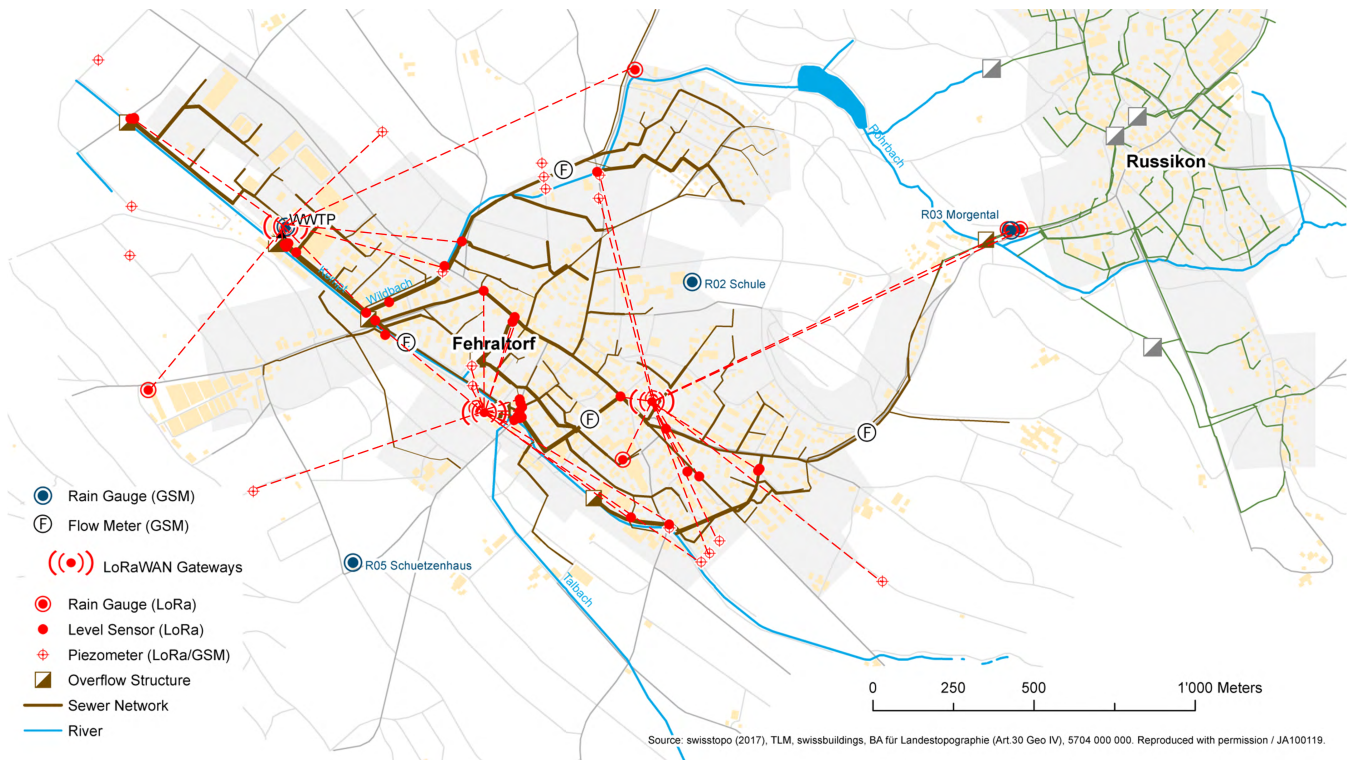 Röhrbach
Russikon
R03 Morgental
WWTP
R02 Schule
Wildbach
Fehraltorf
F
F
F
F
Talbach
R05 Schuetzenhaus
Rain Gauge (GSM)
F Flow Meter (GSM)
LoRaWAN Gateways
Rain Gauge (LoRa)
Level Sensor (LoRa)
Piezometer (LoRa/GSM)
Overflow Structure
Sewer Network
River
0 250 500 1'000 Meters
Source: swisstopo (2017), TLM, swissbuildings, BA für Landestopographie (Art.30 Geo IV), 5704 000 000. Reproduced with permission / JA100119.